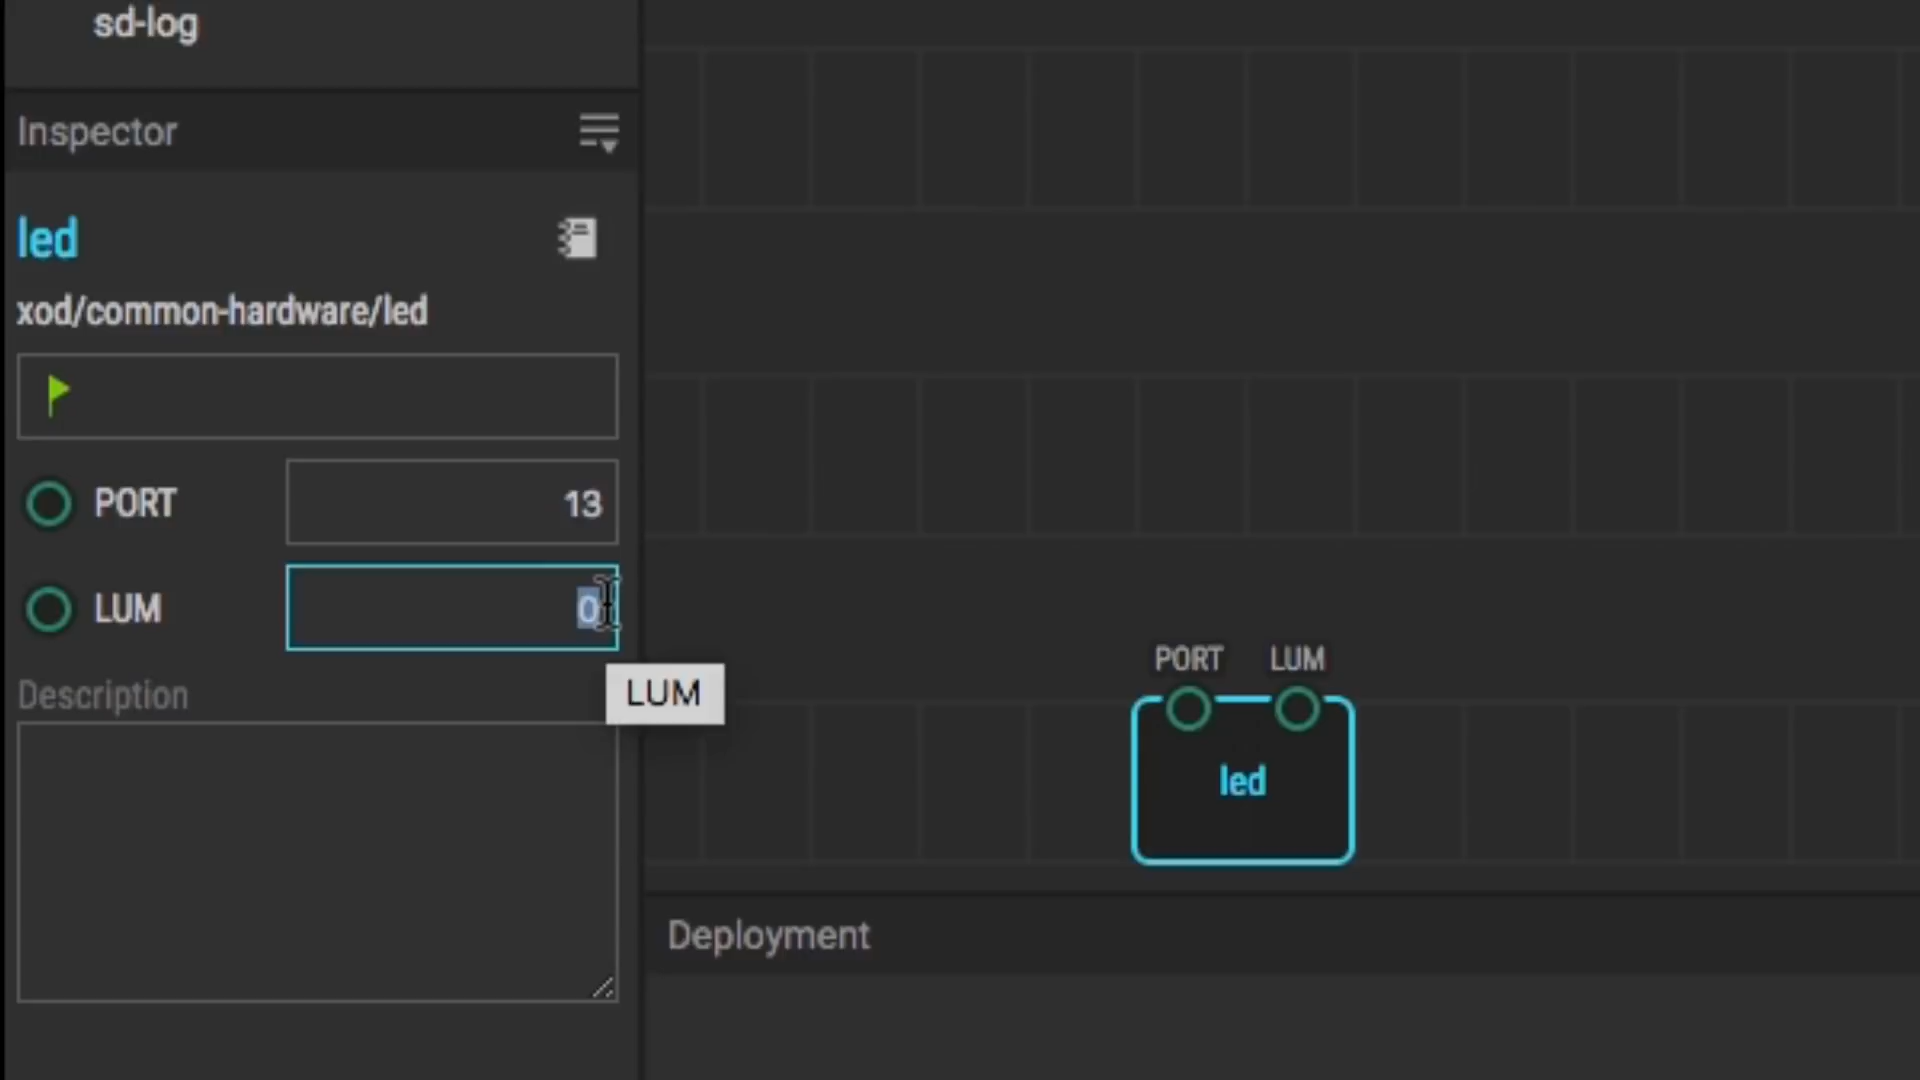 sd-log
Inspector
led
xod/common-hardware/led
PORT 13
LUM 0
LUM
Description
PORT LUM
led
Deployment